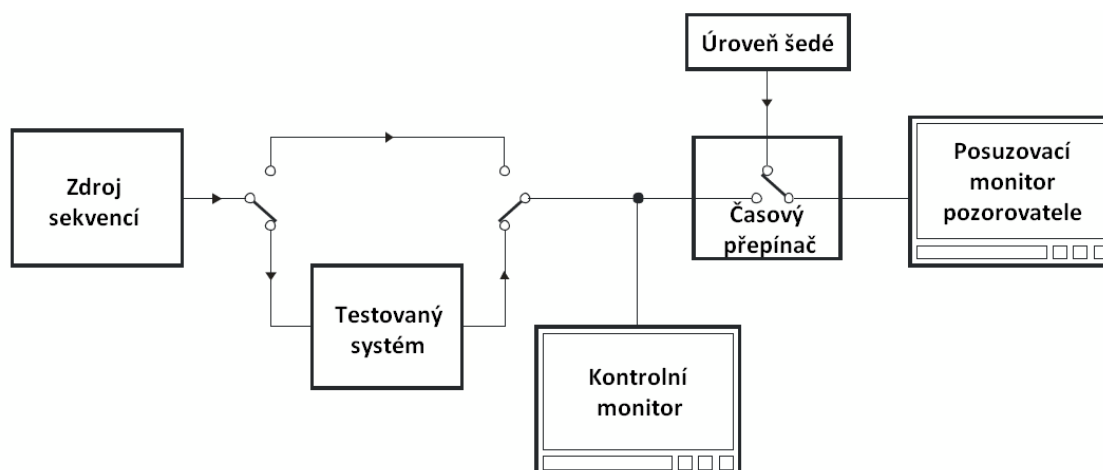 Úroveň šedé
Zdroj
sekvencí
Posuzovací
monitor
pozorovatele
Časový
přepínač
Testovaný
systém
Kontrolní
monitor